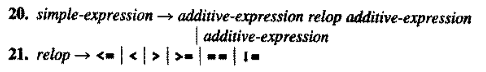 20. simple-expression → additive-expression relop additive-expression
| additive-expression
21. relop → <= | < | > | >= | == | !=